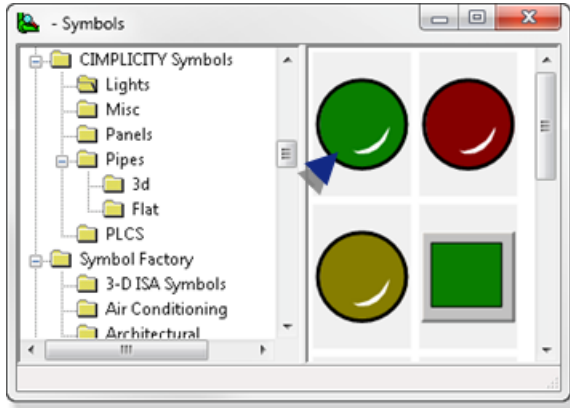 - Symbols
CIMPLICITY Symbols
Lights
Misc
Panels
Pipes
3d
Flat
PLCS
Symbol Factory
3-D ISA Symbols
Air Conditioning
Architectural